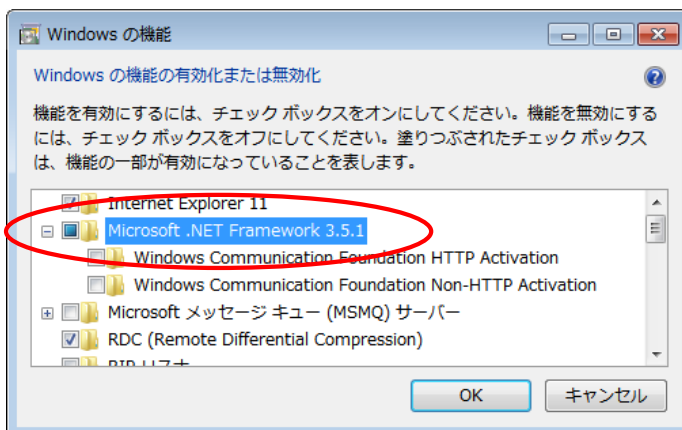 Windows の機能
Windows の機能の有効化または無効化
機能を有効にするには、チェック ボックスをオンにしてください。機能を無効にする
には、チェック ボックスをオフにしてください。塗りつぶされたチェック ボックス
は、機能の一部が有効になっていることを表します。
Internet Explorer 11
Microsoft .NET Framework 3.5.1
Windows Communication Foundation HTTP Activation
Windows Communication Foundation Non-HTTP Activation
Microsoft メッセージ キュー (MSMQ) サーバー
RDC (Remote Differential Compression)
RIP リスナ
OK
キャンセル